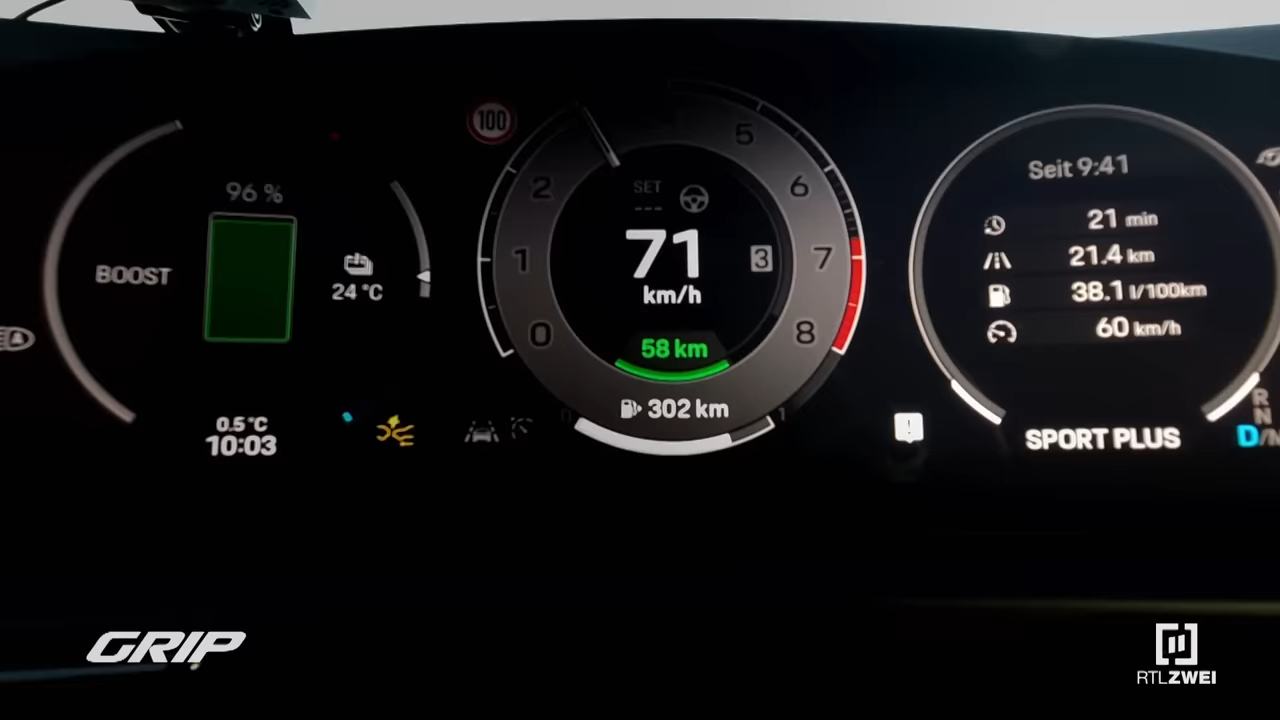 BOOST
96 %
24 °C
0.5 °C
10:03
100
0
1
2
5
6
7
8
SET
---
71
km/h
3
58 km
302 km
0
1
Seit 9:41
21 min
21.4 km
38.1 l/100km
60 km/h
SPORT PLUS
R
N
D/M
GRIP
RTLZWEI